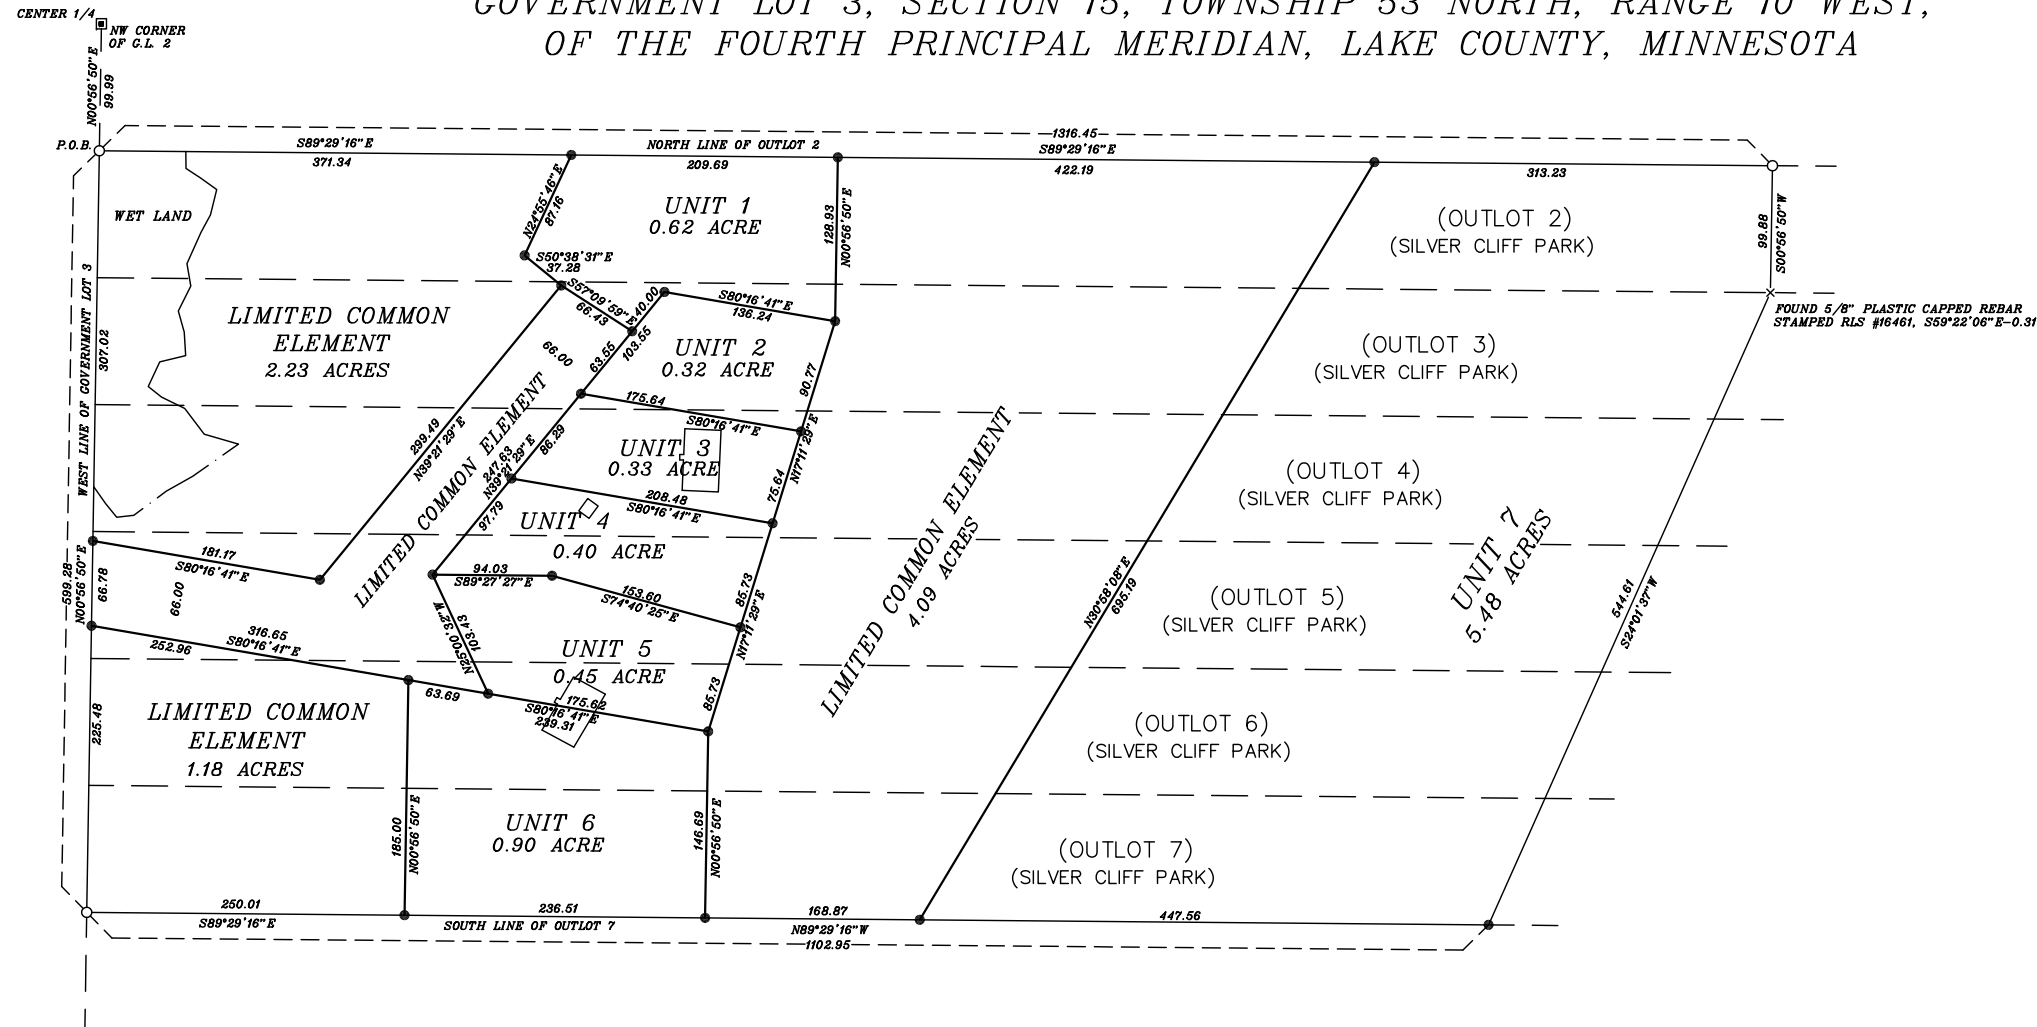 GOVERNMENT LOT 3, SECTION 15, TOWNSHIP 53 NORTH, RANGE 10 WEST,
OF THE FOURTH PRINCIPAL MERIDIAN, LAKE COUNTY, MINNESOTA
CENTER 1/4
NW CORNER
OF G.L. 2
N00°56'50"E
99.99
P.O.B.
1316.45
S89°29'16"E
371.34
NORTH LINE OF OUTLOT 2
209.69
S89°29'16"E
422.19
313.23
WET LAND
N24°55'46"E
87.16
UNIT 1
0.62 ACRE
128.93
N00°56'50"E
(OUTLOT 2)
(SILVER CLIFF PARK)
99.88
S00°56'50"W
FOUND 5/8" PLASTIC CAPPED REBAR
STAMPED RLS #16461, S59°22'06"E-0.31
S50°38'31"E
37.28
S57°09'59"E
66.43
40.00
103.55
63.55
66.00
S80°16'41"E
136.24
LIMITED COMMON
ELEMENT
2.23 ACRES
WEST LINE OF GOVERNMENT LOT 3
307.02
UNIT 2
0.32 ACRE
90.77
N17°11'29"E
(OUTLOT 3)
(SILVER CLIFF PARK)
175.64
S80°16'41"E
299.49
N39°21'29"E
LIMITED COMMON ELEMENT
247.63
N39°21'29"E
86.29
UNIT 3
0.33 ACRE
75.64
208.48
S80°16'41"E
97.79
UNIT 4
0.40 ACRE
LIMITED COMMON ELEMENT
4.09 ACRES
(OUTLOT 4)
(SILVER CLIFF PARK)
UNIT 7
5.48 ACRES
181.17
S80°16'41"E
598.28
N00°56'50"E
66.78
66.00
94.03
S89°27'27"E
153.60
S74°40'25"E
85.73
N17°11'29"E
N30°58'08"E
695.19
(OUTLOT 5)
(SILVER CLIFF PARK)
544.61
S24°01'37"W
316.65
S80°16'41"E
252.96
N25°00'32"W
103.43
UNIT 5
0.45 ACRE
85.73
63.69
175.62
S80°16'41"E
239.31
LIMITED COMMON
ELEMENT
1.18 ACRES
225.48
(OUTLOT 6)
(SILVER CLIFF PARK)
185.00
N00°56'50"E
UNIT 6
0.90 ACRE
146.69
N00°56'50"E
(OUTLOT 7)
(SILVER CLIFF PARK)
250.01
S89°29'16"E
236.51
SOUTH LINE OF OUTLOT 7
168.87
N89°29'16"W
447.56
1102.95